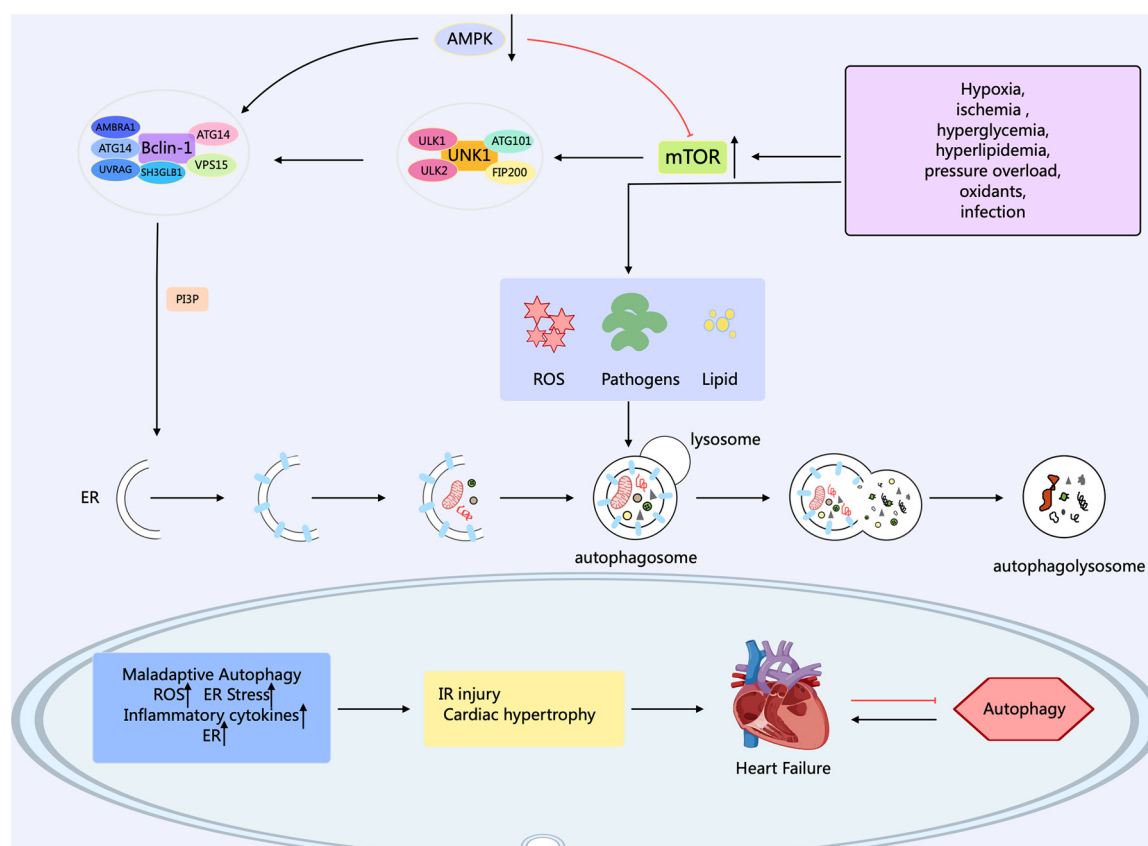 AMPK
Hypoxia,
ischemia ,
hyperglycemia,
hyperlipidemia,
pressure overload,
oxidants,
infection
AMBRA1
ATG14
Bclin-1
ATG14
UVRAG
SH3GLB1
VPS15
ULK1
ATG101
UNK1
ULK2
FIP200
mTOR
PI3P
ROS
Pathogens
Lipid
lysosome
ER
autophagosome
autophagolysosome
Maladaptive Autophagy
ROS ER Stress
Inflammatory cytokines
ER
IR injury
Cardiac hypertrophy
Heart Failure
Autophagy